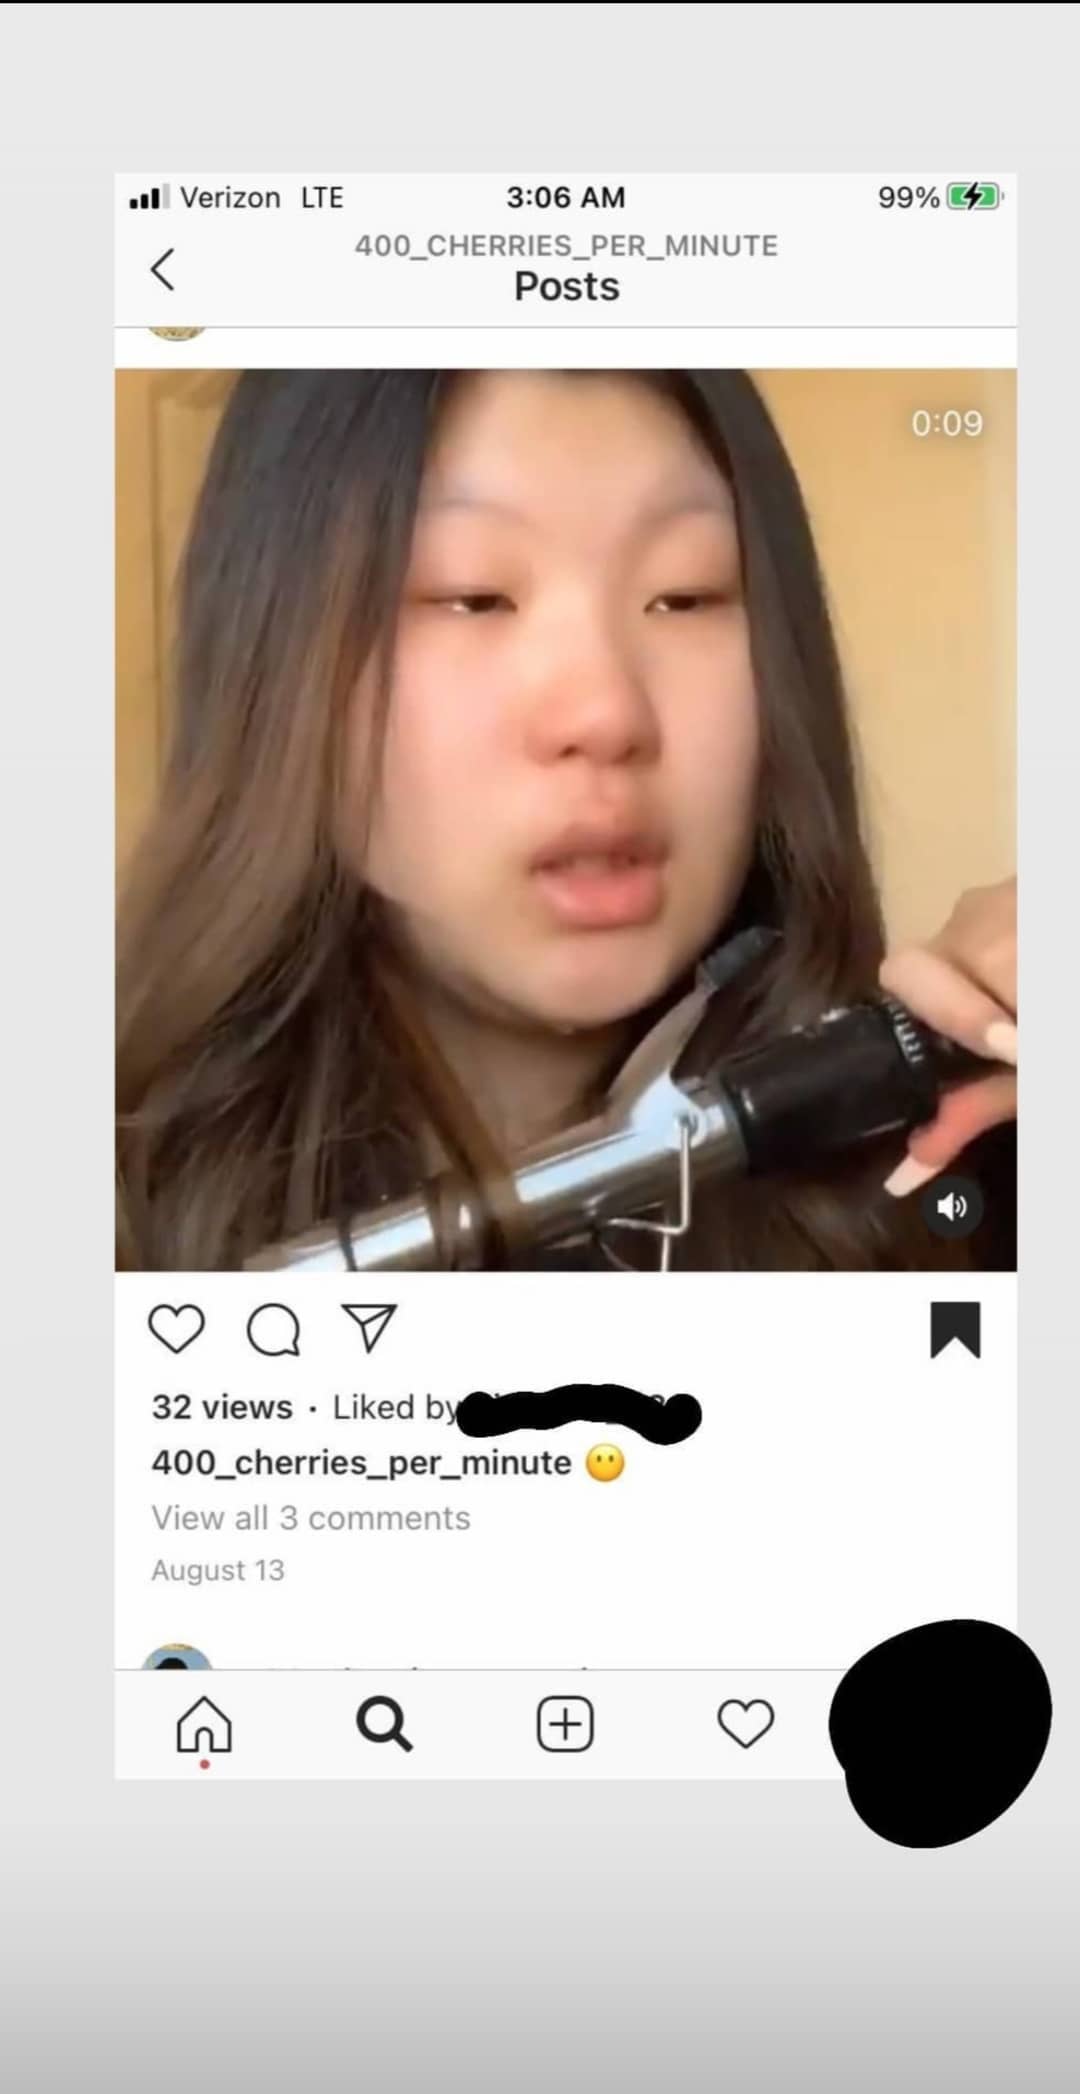 Verizon LTE 3:06 AM 99%
400_CHERRIES_PER_MINUTE
Posts
0:09
32 views · Liked by
400_cherries_per_minute 😶
View all 3 comments
August 13